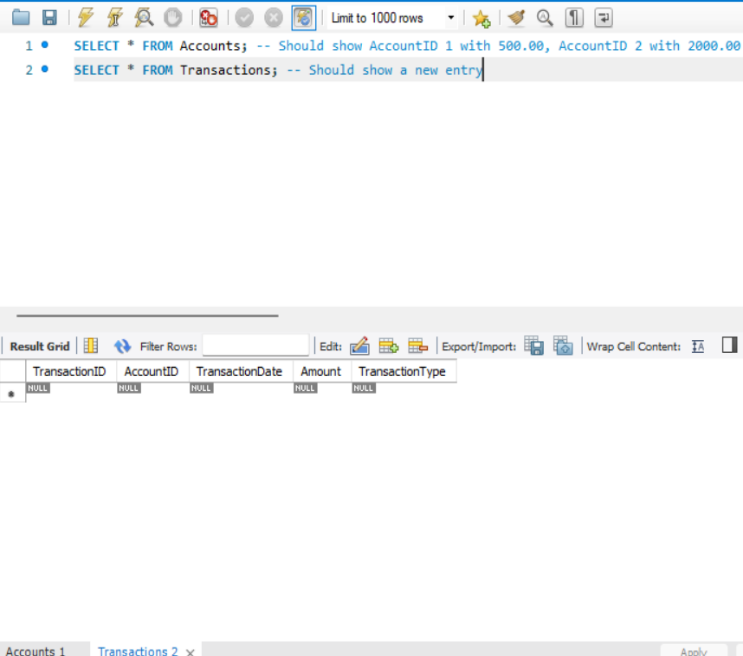 Limit to 1000 rows
1 SELECT * FROM Accounts; -- Should show AccountID 1 with 500.00, AccountID 2 with 2000.00
2 SELECT * FROM Transactions; -- Should show a new entry
Result Grid Filter Rows: Edit: Export/Import: Wrap Cell Content:
TransactionID AccountID TransactionDate Amount TransactionType
NULL NULL NULL NULL NULL
Accounts 1 Transactions 2 Apply